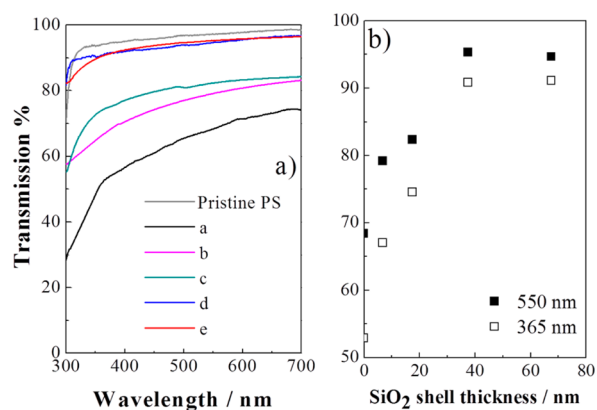 100
80
60
40
20
0
Transmission %
a)
Pristine PS
a
b
c
d
e
300 400 500 600 700
Wavelength / nm
b)
100
90
80
70
60
50
550 nm
365 nm
0 20 40 60 80
SiO2 shell thickness / nm